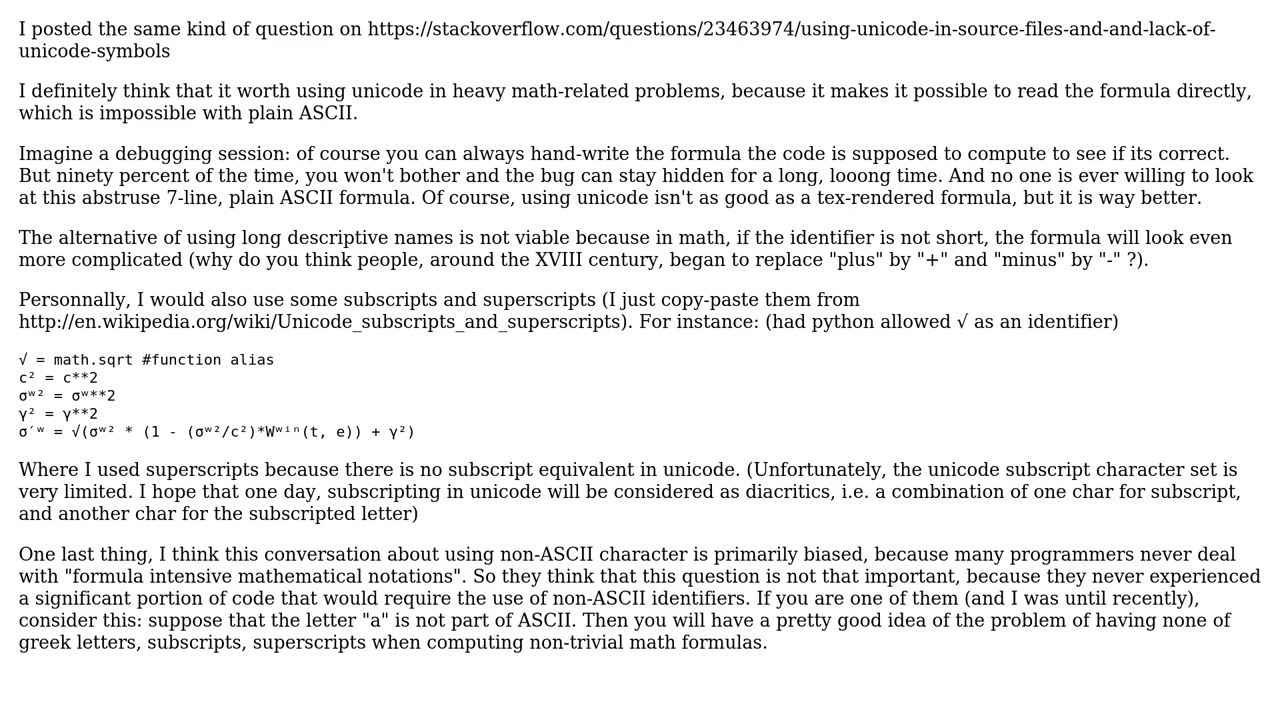 I posted the same kind of question on https://stackoverflow.com/questions/23463974/using-unicode-in-source-files-and-and-lack-of-
unicode-symbols
I definitely think that it worth using unicode in heavy math-related problems, because it makes it possible to read the formula directly,
which is impossible with plain ASCII.
Imagine a debugging session: of course you can always hand-write the formula the code is supposed to compute to see if its correct.
But ninety percent of the time, you won't bother and the bug can stay hidden for a long, looong time. And no one is ever willing to look
at this abstruse 7-line, plain ASCII formula. Of course, using unicode isn't as good as a tex-rendered formula, but it is way better.
The alternative of using long descriptive names is not viable because in math, if the identifier is not short, the formula will look even
more complicated (why do you think people, around the XVIII century, began to replace "plus" by "+" and "minus" by "-" ?).
Personnally, I would also use some subscripts and superscripts (I just copy-paste them from
http://en.wikipedia.org/wiki/Unicode_subscripts_and_superscripts). For instance: (had python allowed √ as an identifier)
√ = math.sqrt #function alias
c² = c**2
σʷ² = σʷ**2
γ² = γ**2
σ′ʷ = √(σʷ² * (1 - (σʷ²/c²)*Wʷⁱⁿ(t, e)) + γ²)
Where I used superscripts because there is no subscript equivalent in unicode. (Unfortunately, the unicode subscript character set is
very limited. I hope that one day, subscripting in unicode will be considered as diacritics, i.e. a combination of one char for subscript,
and another char for the subscripted letter)
One last thing, I think this conversation about using non-ASCII character is primarily biased, because many programmers never deal
with "formula intensive mathematical notations". So they think that this question is not that important, because they never experienced
a significant portion of code that would require the use of non-ASCII identifiers. If you are one of them (and I was until recently),
consider this: suppose that the letter "a" is not part of ASCII. Then you will have a pretty good idea of the problem of having none of
greek letters, subscripts, superscripts when computing non-trivial math formulas.